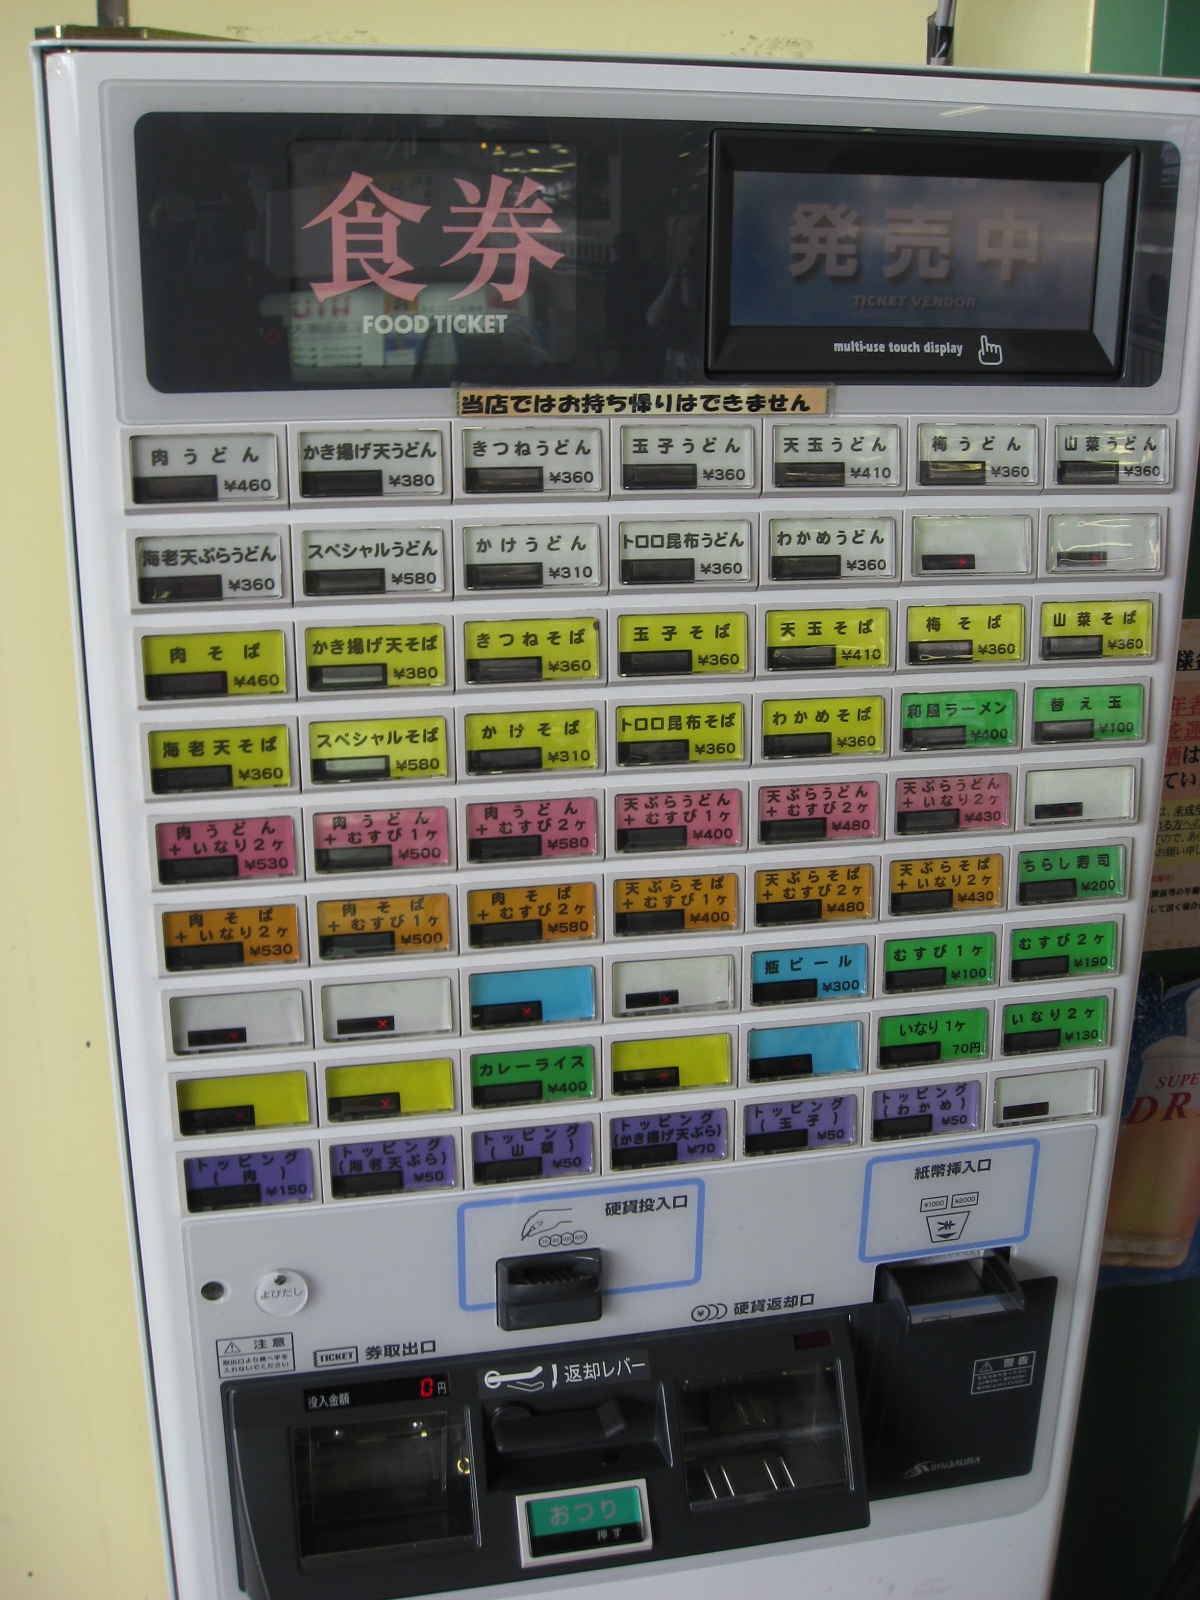 食券
FOOD TICKET
発売中
TICKET VENDOR
multi-use touch display
当店ではお持ち帰りはできません
肉うどん ¥460
かき揚げ天うどん ¥380
きつねうどん ¥360
玉子うどん ¥360
天玉うどん ¥410
梅うどん ¥360
山菜うどん ¥360
海老天ぷらうどん ¥360
スペシャルうどん ¥580
かけうどん ¥310
トロロ昆布うどん ¥360
わかめうどん ¥360
肉そば ¥460
かき揚げ天そば ¥380
きつねそば ¥360
玉子そば ¥360
天玉そば ¥410
梅そば ¥360
山菜そば ¥360
海老天そば ¥360
スペシャルそば ¥580
かけそば ¥310
トロロ昆布そば ¥360
わかめそば ¥360
和風ラーメン ¥400
替え玉 ¥100
肉うどん
+いなり2ヶ ¥530
肉うどん
+むすび1ヶ ¥500
肉うどん
+むすび2ヶ ¥580
天ぷらうどん
+むすび1ヶ ¥400
天ぷらうどん
+むすび2ヶ ¥480
天ぷらうどん
+いなり2ヶ ¥430
肉そば
+いなり2ヶ ¥530
肉そば
+むすび1ヶ ¥500
肉そば
+むすび2ヶ ¥580
天ぷらそば
+むすび1ヶ ¥400
天ぷらそば
+むすび2ヶ ¥480
天ぷらそば
+いなり2ヶ ¥430
ちらし寿司 ¥200
瓶ビール ¥300
むすび1ヶ ¥100
むすび2ヶ ¥190
カレーライス ¥400
いなり1ヶ 70円
いなり2ヶ ¥130
トッピング
(肉) ¥150
トッピング
(海老天ぷら) ¥50
トッピング
(山菜) ¥50
トッピング
(かき揚げ天ぷら) ¥70
トッピング
(玉子) ¥50
トッピング
(わかめ) ¥50
硬貨投入口
紙幣挿入口
¥1000 ¥2000
よびだし
注意
取出口より奥へ手を
入れないでください
TICKET 券取出口
硬貨返却口
投入金額 0円
返却レバー
警告
おつり
押す
SHIBAURA
SUPE
DR